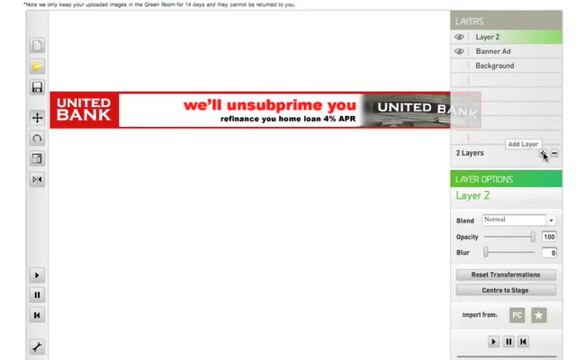 *Note we only keep your uploaded images in the Green Room for 14 days and they cannot be returned to you.
LAYERS
Layer 2
Banner Ad
Background
UNITED
BANK
we'll unsubprime you
refinance you home loan 4% APR
UNITED BANK
Add Layer
2 Layers
LAYER OPTIONS
Layer 2
Blend
Normal
Opacity
100
Blur
0
Reset Transformations
Centre to Stage
Import from:
PC